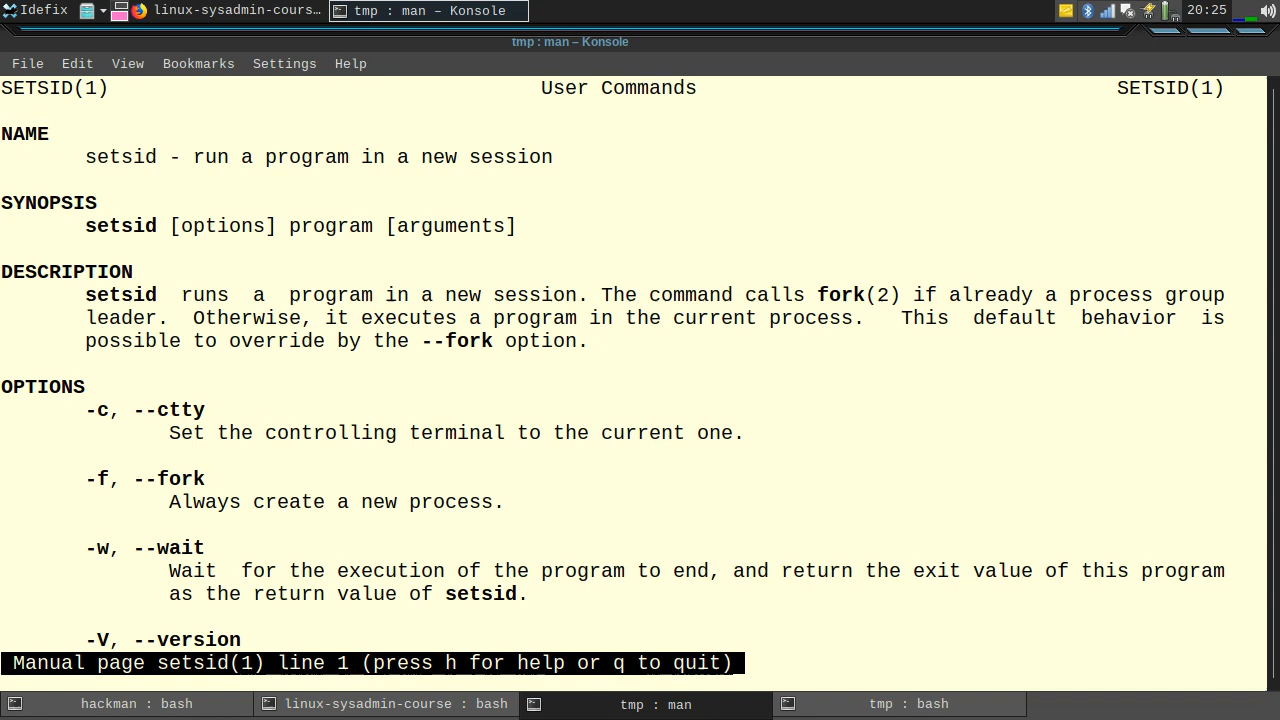 Idefix linux-sysadmin-cours… tmp : man – Konsole 20:25
tmp : man – Konsole
File Edit View Bookmarks Settings Help
SETSID(1) User Commands SETSID(1)
NAME
setsid - run a program in a new session
SYNOPSIS
setsid [options] program [arguments]
DESCRIPTION
setsid runs a program in a new session. The command calls fork(2) if already a process group
leader. Otherwise, it executes a program in the current process. This default behavior is
possible to override by the --fork option.
OPTIONS
-c, --ctty
Set the controlling terminal to the current one.
-f, --fork
Always create a new process.
-w, --wait
Wait for the execution of the program to end, and return the exit value of this program
as the return value of setsid.
-V, --version
Manual page setsid(1) line 1 (press h for help or q to quit)
hackman : bash linux-sysadmin-course : bash tmp : man tmp : bash